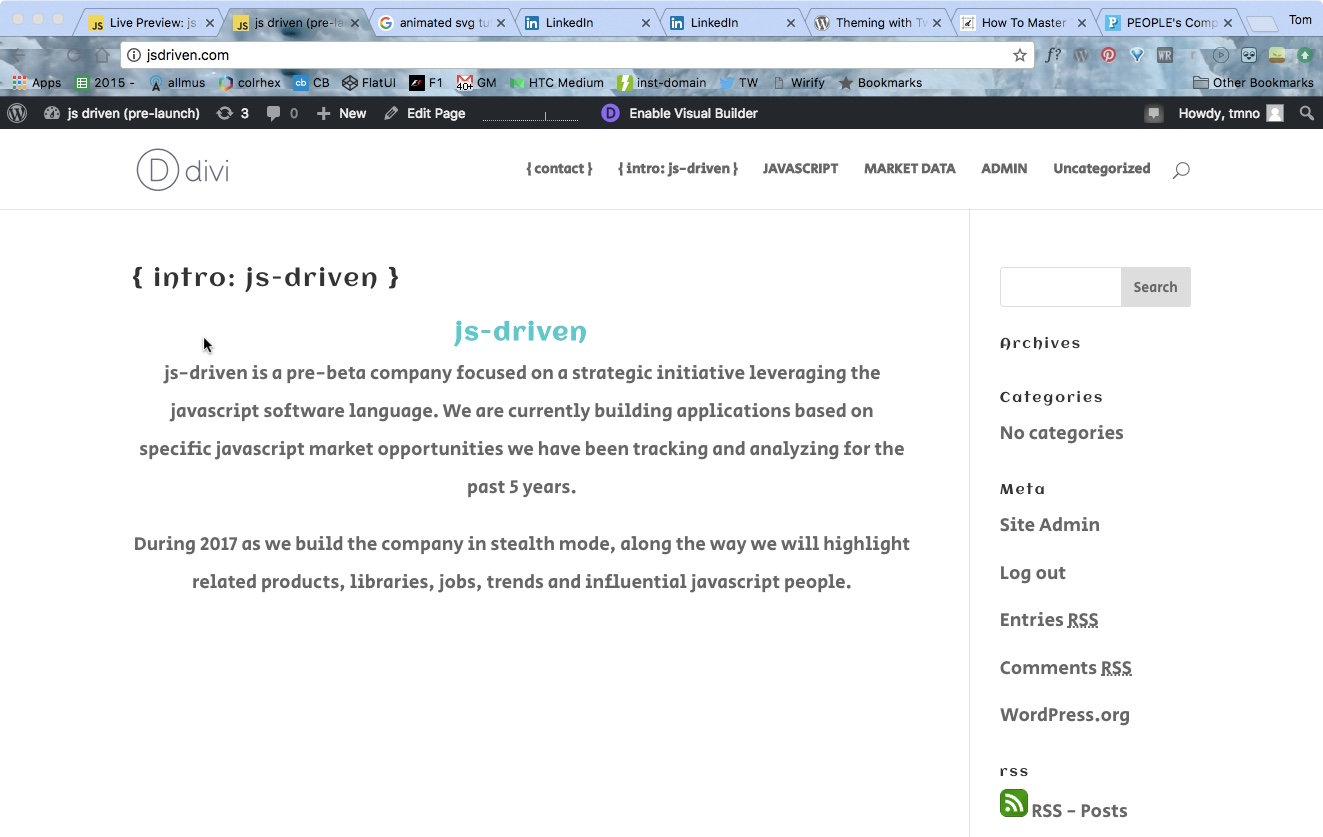 Live Preview: js
js driven (pre-la
animated svg tu
LinkedIn
LinkedIn
Theming with Tw
How To Master
PEOPLE's Comp
Tom
jsdriven.com
f?
WR
Apps
2015 -
allmus
colrhex
cb CB
FlatUI
F1
40+ GM
HTC Medium
inst-domain
TW
Wirify
Bookmarks
Other Bookmarks
js driven (pre-launch)
3
0
New
Edit Page
D Enable Visual Builder
Howdy, tmno
D divi
{ contact }
{ intro: js-driven }
JAVASCRIPT
MARKET DATA
ADMIN
Uncategorized
{ intro: js-driven }
js-driven
js-driven is a pre-beta company focused on a strategic initiative leveraging the
javascript software language. We are currently building applications based on
specific javascript market opportunities we have been tracking and analyzing for the
past 5 years.
During 2017 as we build the company in stealth mode, along the way we will highlight
related products, libraries, jobs, trends and influential javascript people.
Search
Archives
Categories
No categories
Meta
Site Admin
Log out
Entries RSS
Comments RSS
WordPress.org
rss
RSS - Posts